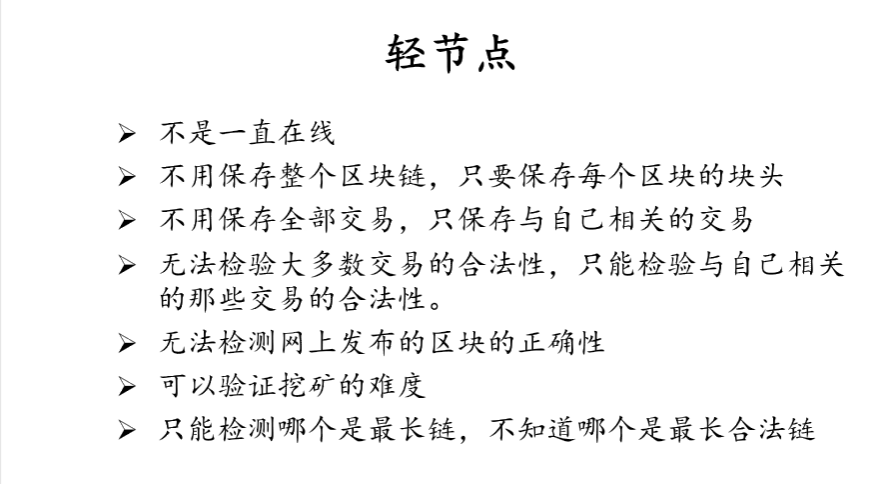 轻节点
不是一直在线
不用保存整个区块链，只要保存每个区块的块头
不用保存全部交易，只保存与自己相关的交易
无法检验大多数交易的合法性，只能检验与自己相关
的那些交易的合法性。
无法检测网上发布的区块的正确性
可以验证挖矿的难度
只能检测哪个是最长链，不知道哪个是最长合法链